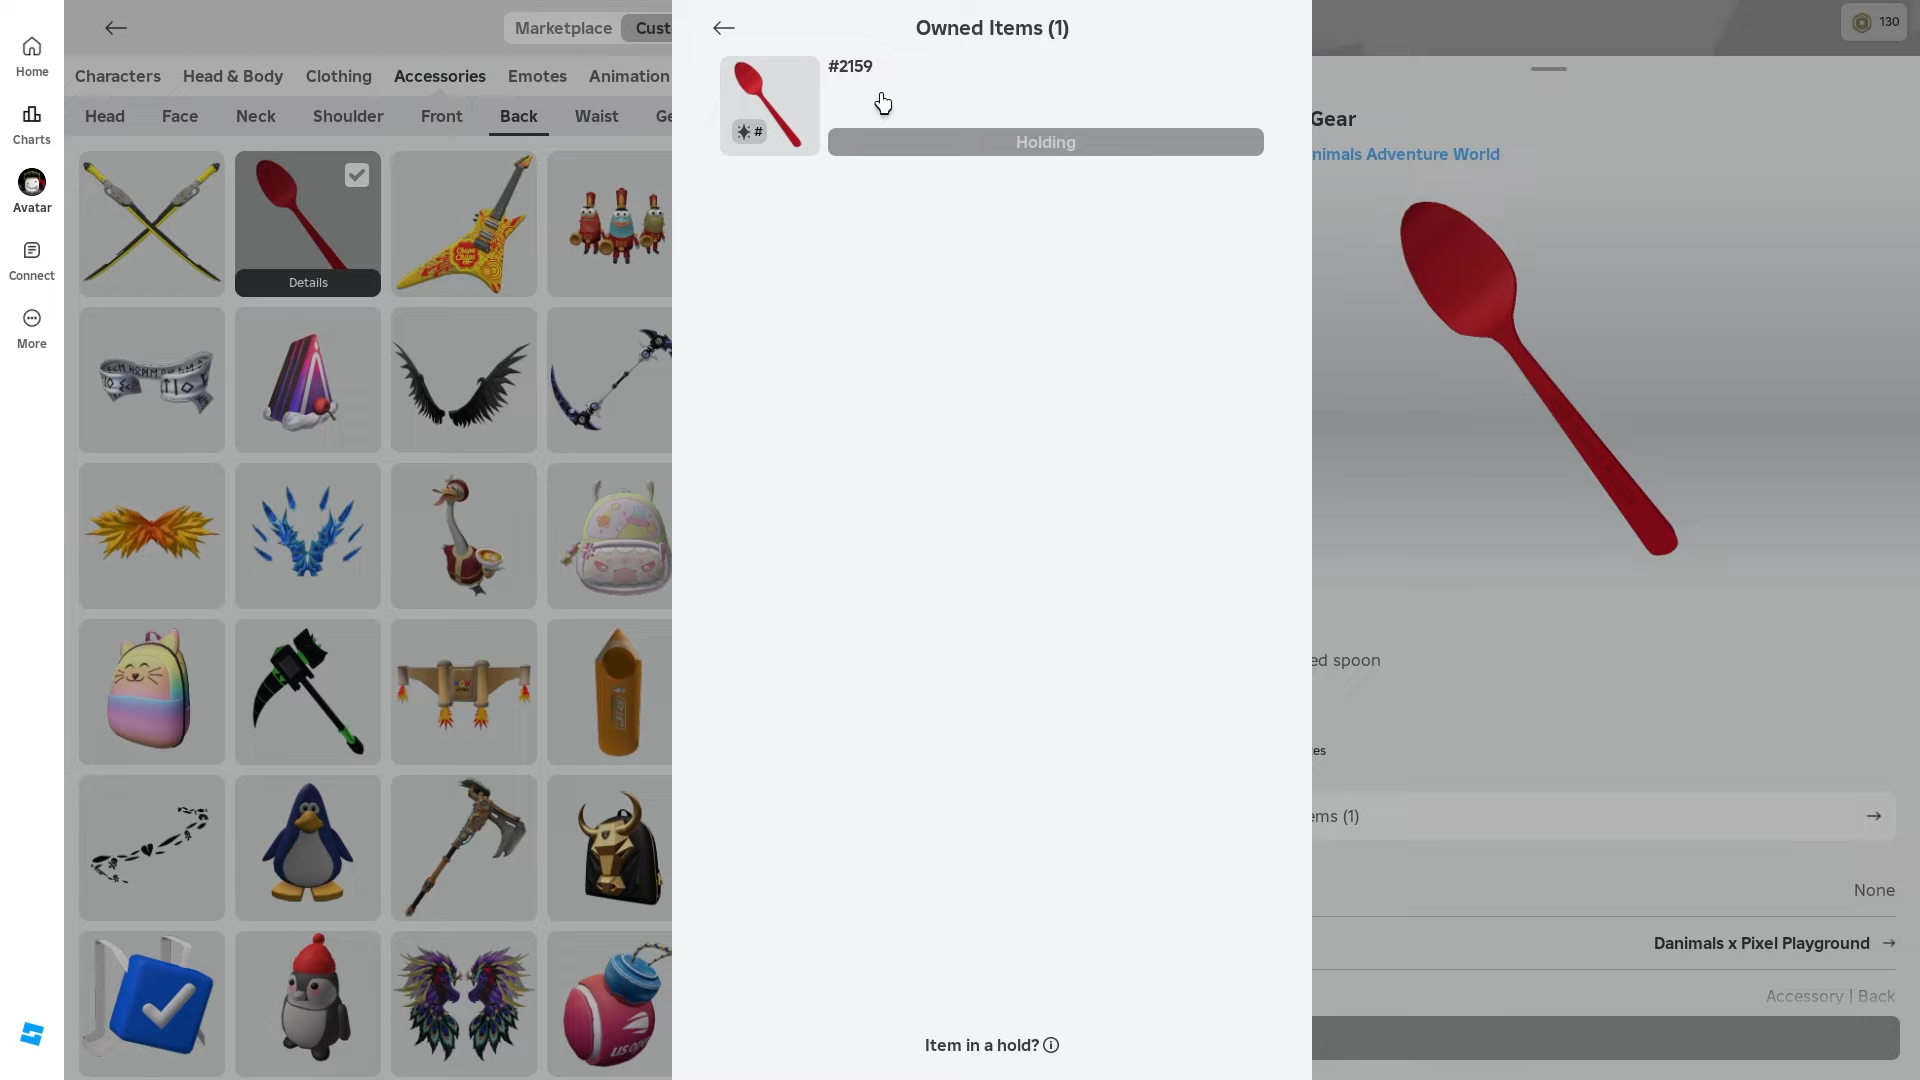 Home
Charts
Avatar
Connect
More
Marketplace
Cust
Characters Head & Body Clothing Accessories Emotes Animation
Head Face Neck Shoulder Front Back Waist Ge
Details
Owned Items (1)
#2159
#
Holding
Item in a hold?
130
Gear
nimals Adventure World
ed spoon
es
ems (1)
None
Danimals x Pixel Playground
Accessory | Back